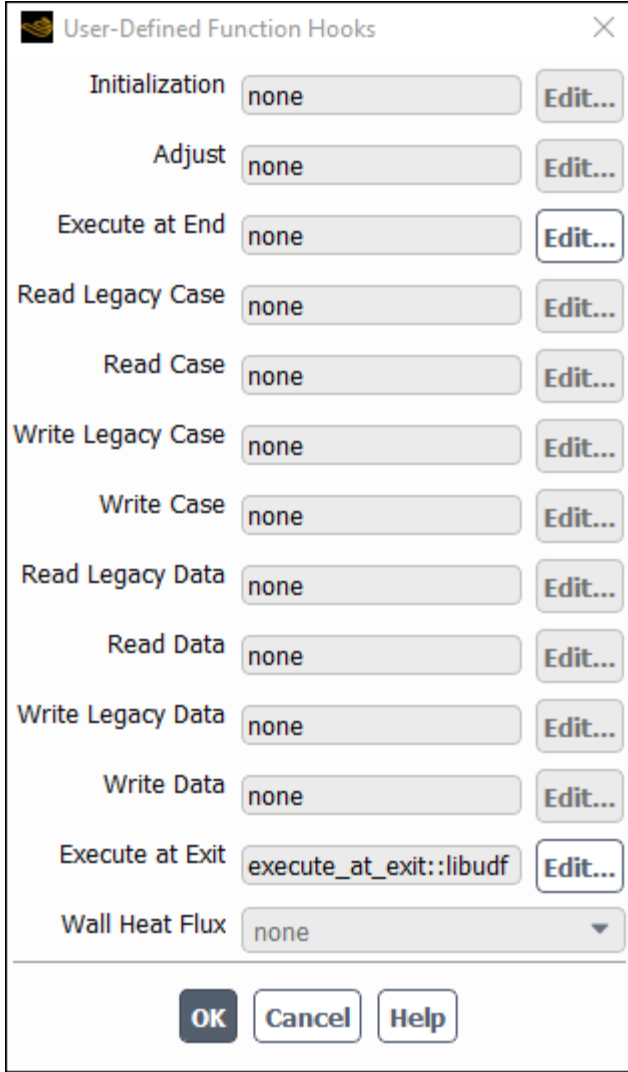 User-Defined Function Hooks
Initialization none Edit...
Adjust none Edit...
Execute at End none Edit...
Read Legacy Case none Edit...
Read Case none Edit...
Write Legacy Case none Edit...
Write Case none Edit...
Read Legacy Data none Edit...
Read Data none Edit...
Write Legacy Data none Edit...
Write Data none Edit...
Execute at Exit execute_at_exit::libudf Edit...
Wall Heat Flux none
OK Cancel Help